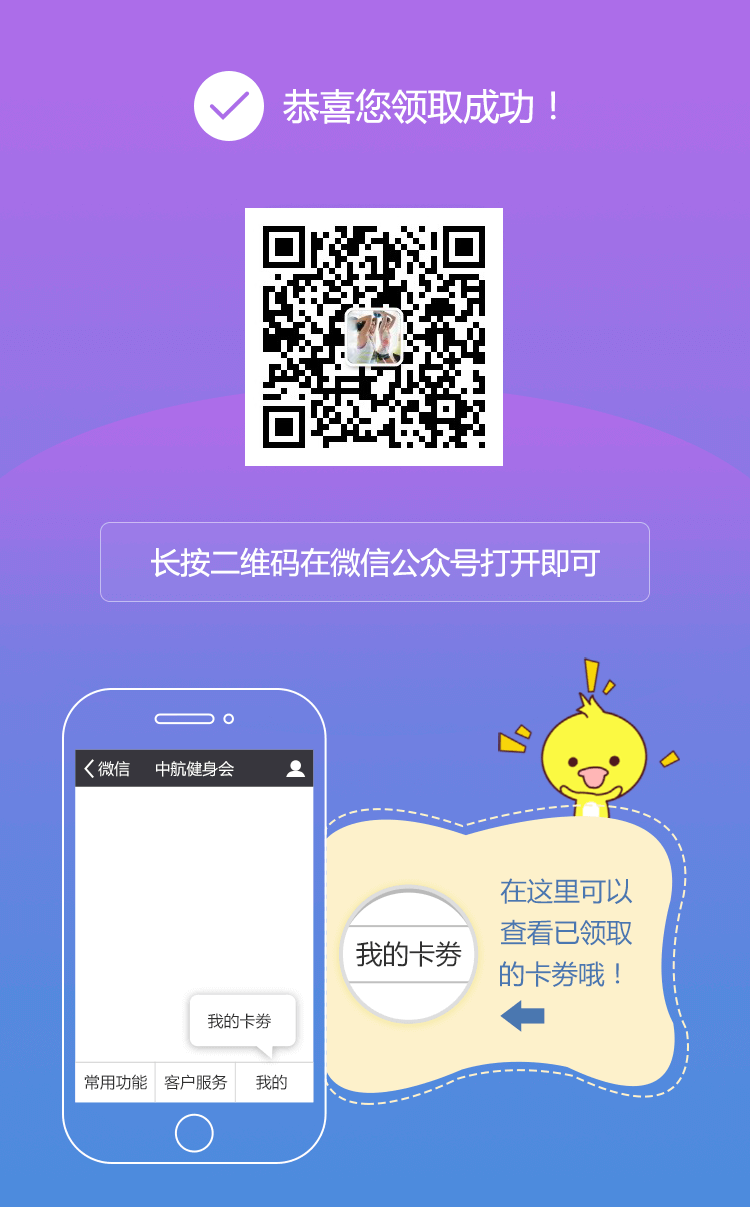 恭喜您领取成功！
长按二维码在微信公众号打开即可
微信 中航健身会
在这里可以
查看已领取
的卡券哦！
我的卡券
我的卡券
常用功能 客户服务 我的